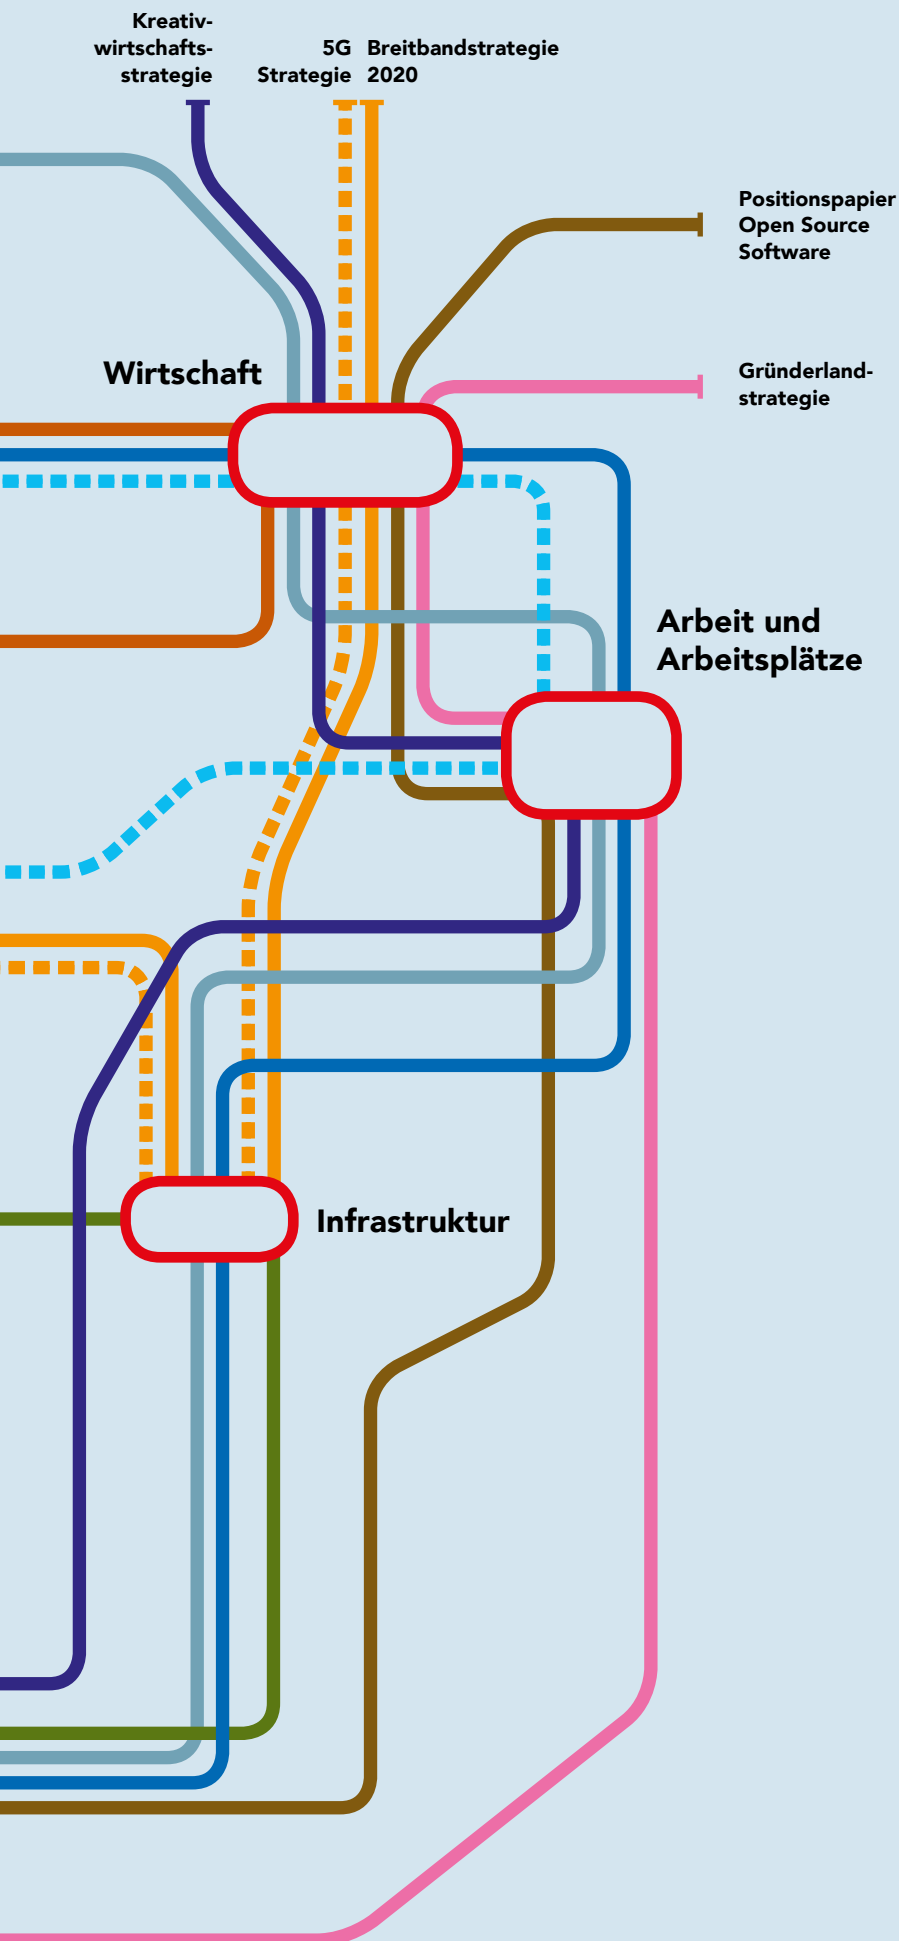 Kreativ-
wirtschafts-
strategie
5G
Strategie
Breitbandstrategie
2020
Positionspapier
Open Source
Software
Wirtschaft
Gründerland-
strategie
Arbeit und
Arbeitsplätze
Infrastruktur